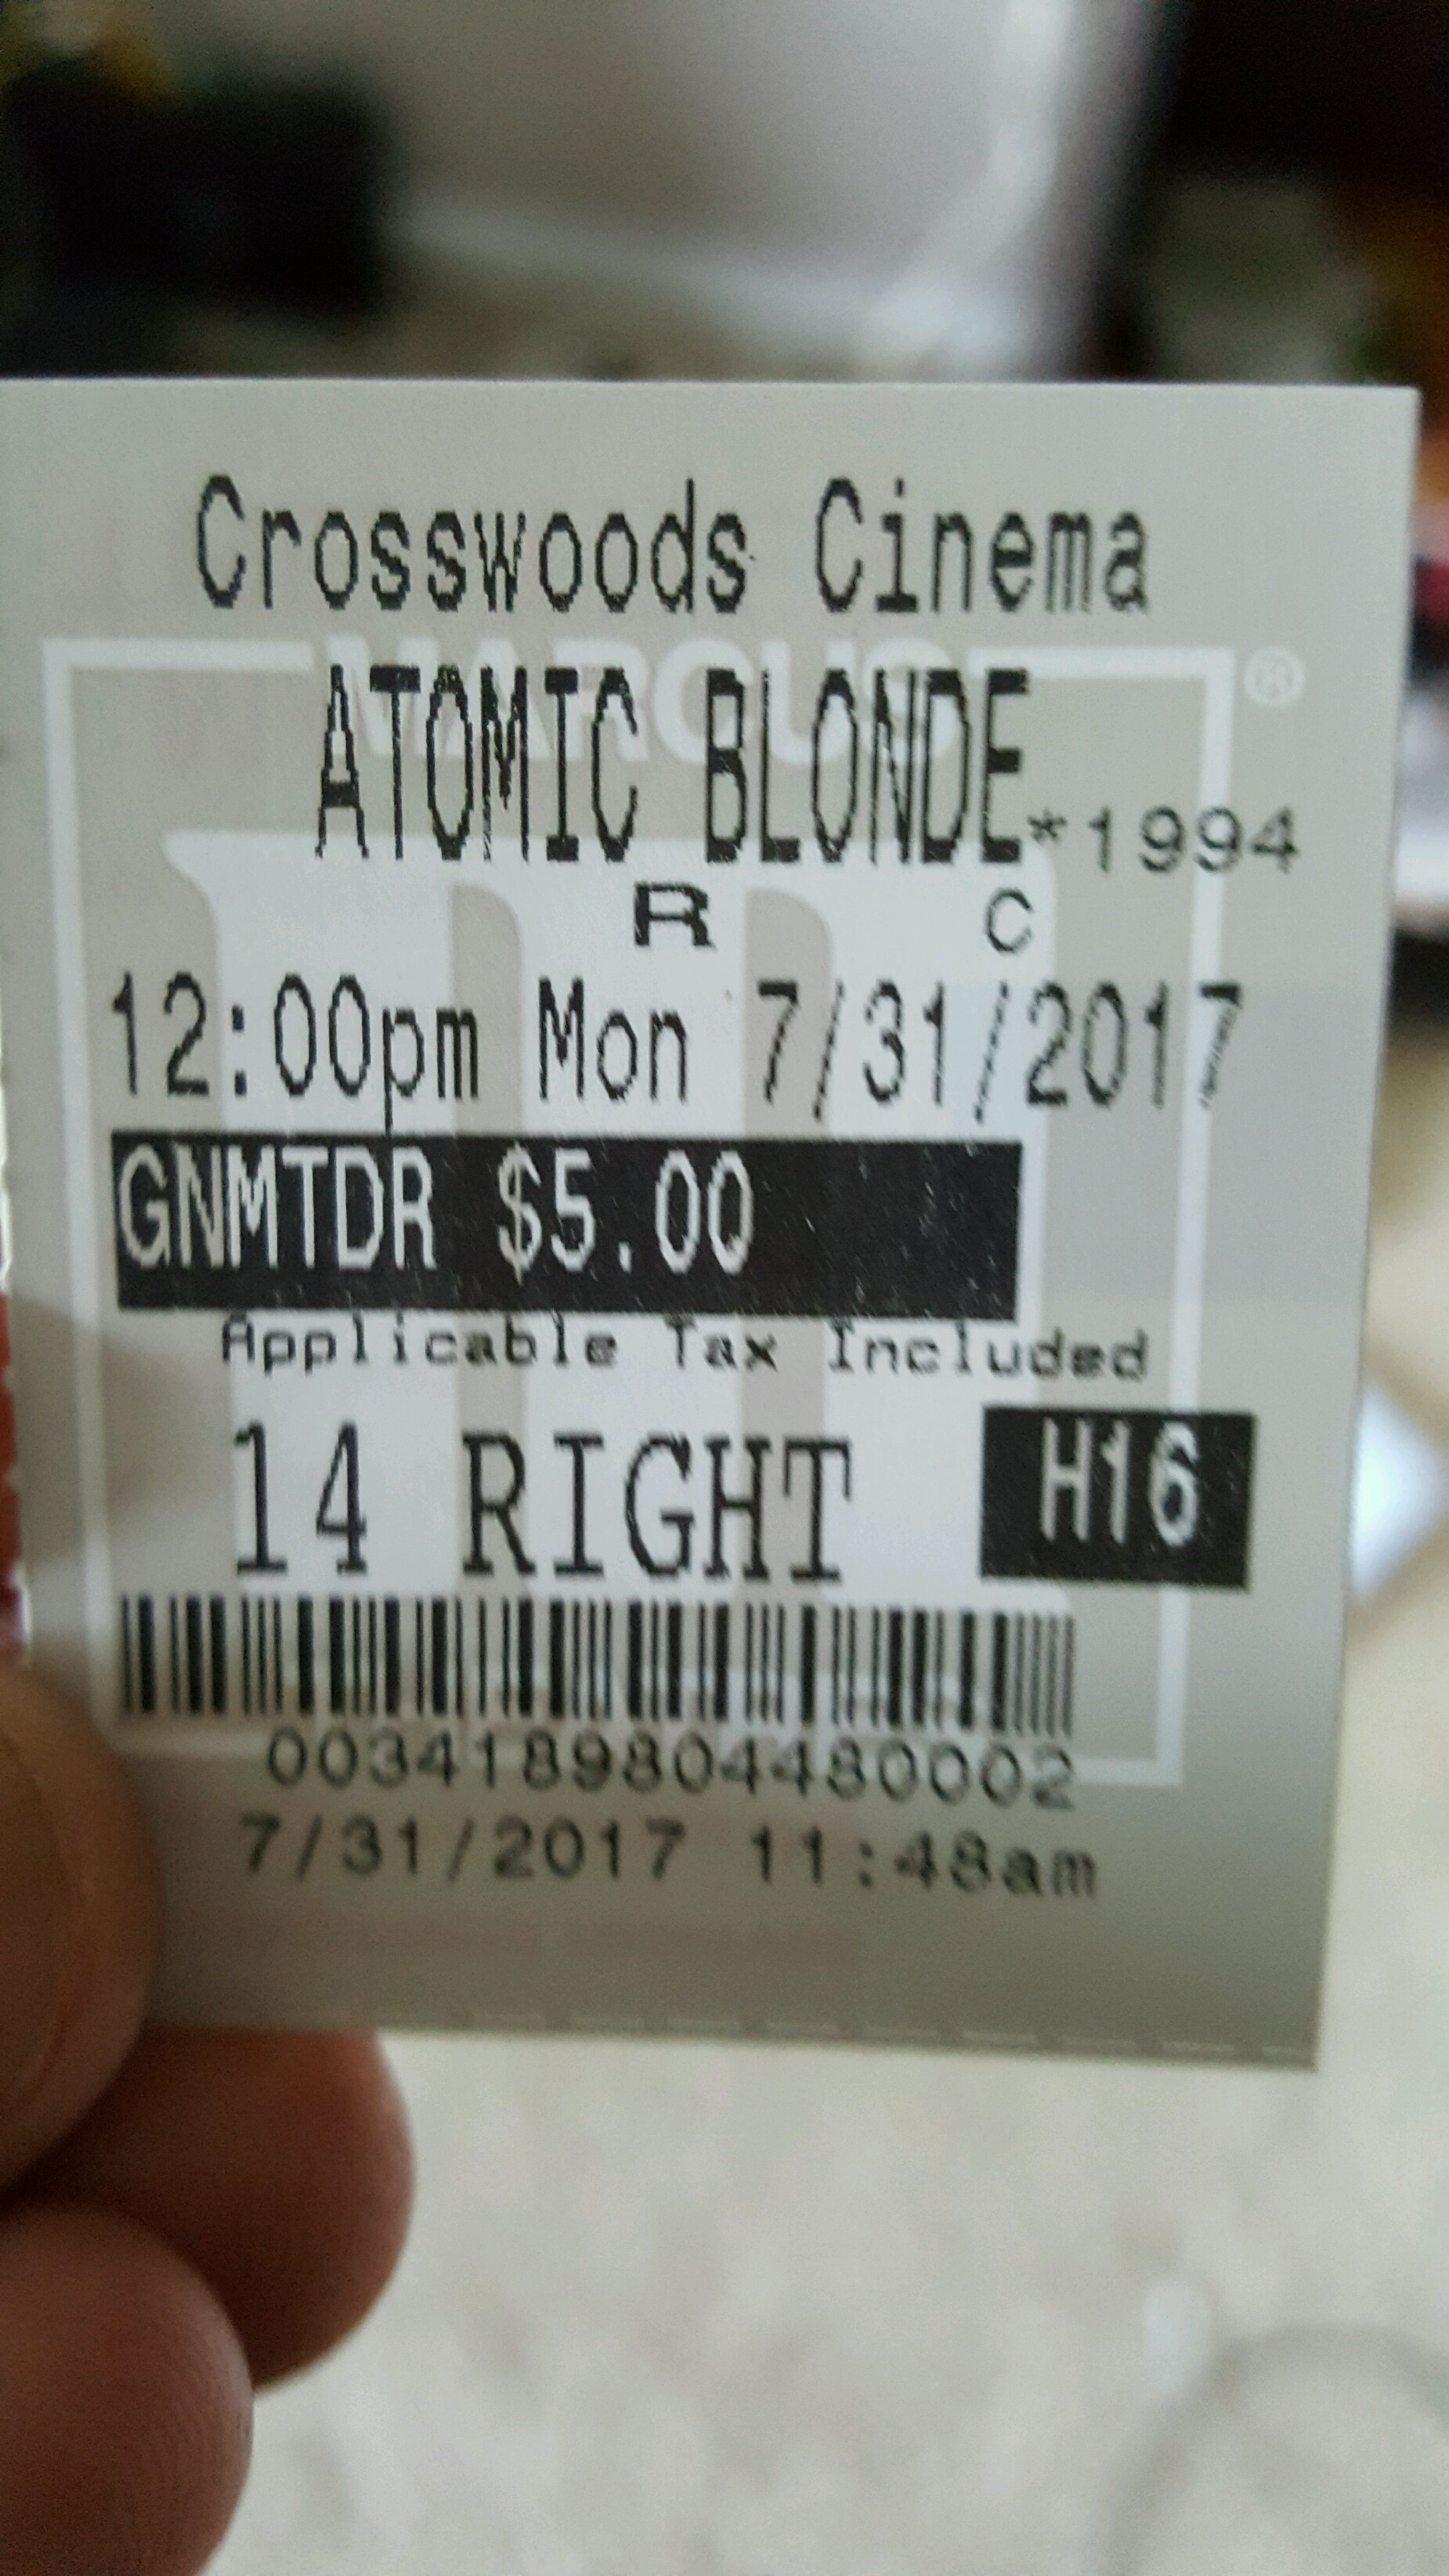 Crosswoods Cinema
MARCUS ®
ATOMIC BLONDE *1994
R C
12:00pm Mon 7/31/2017
GNMTDR $5.00
Applicable Tax Included
14 RIGHT H16
0034189804480002
7/31/2017 11:48am